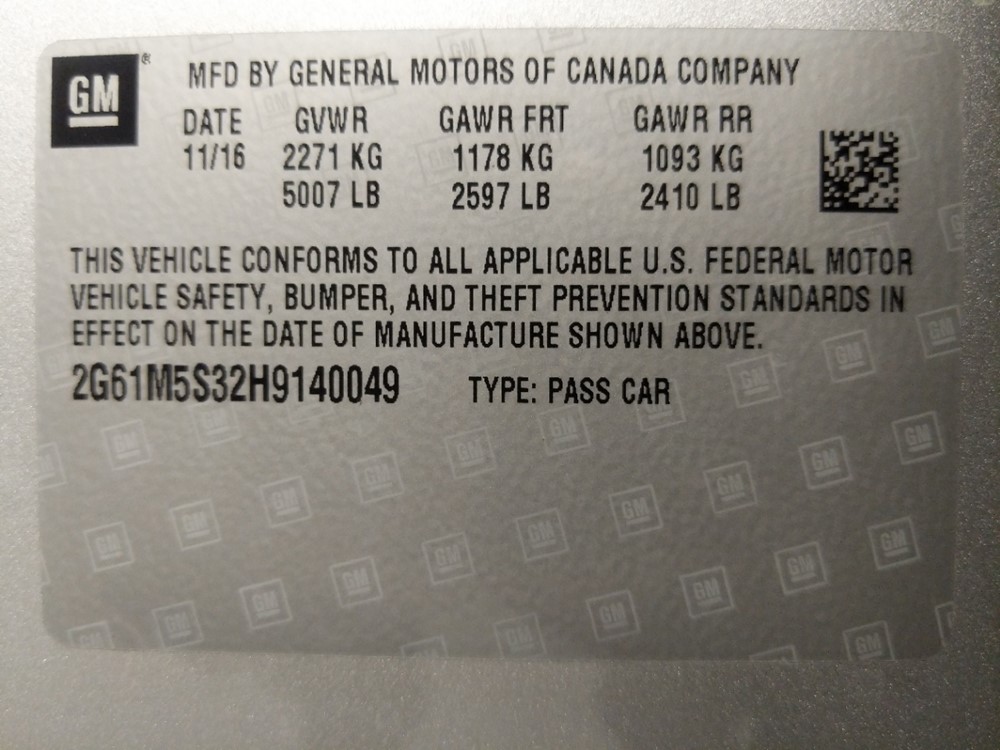 GM ®
MFD BY GENERAL MOTORS OF CANADA COMPANY
DATE GVWR GAWR FRT GAWR RR
11/16 2271 KG 1178 KG 1093 KG
5007 LB 2597 LB 2410 LB
THIS VEHICLE CONFORMS TO ALL APPLICABLE U.S. FEDERAL MOTOR
VEHICLE SAFETY, BUMPER, AND THEFT PREVENTION STANDARDS IN
EFFECT ON THE DATE OF MANUFACTURE SHOWN ABOVE.
2G61M5S32H9140049 TYPE: PASS CAR